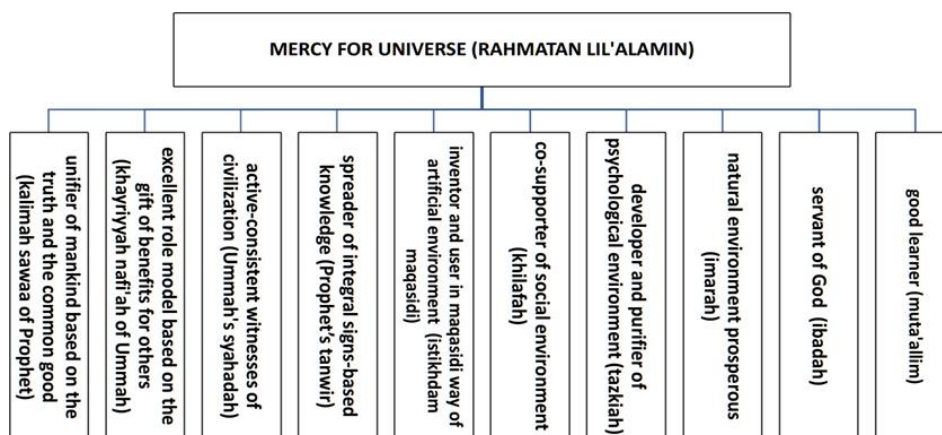 MERCY FOR UNIVERSE (RAHMATAN LIL'ALAMIN)
unifier of mankind based on the
truth and the common good
(kalimah sawaa of Prophet)
excellent role model based on the
gift of benefits for others
(khayriyyah nafi'ah of Ummah)
active-consistent witnesses of
civilization (Ummah's syahadah)
spreader of integral signs-based
knowledge (Prophet's tanwir)
inventor and user in maqasidi way of
artificial environment (istikhdam
maqasidi)
co-supporter of social environment
(khilafah)
developer and purifier of
psychological environment (tazkiah)
natural environment prosperous
(imarah)
servant of God (ibadah)
good learner (muta'allim)